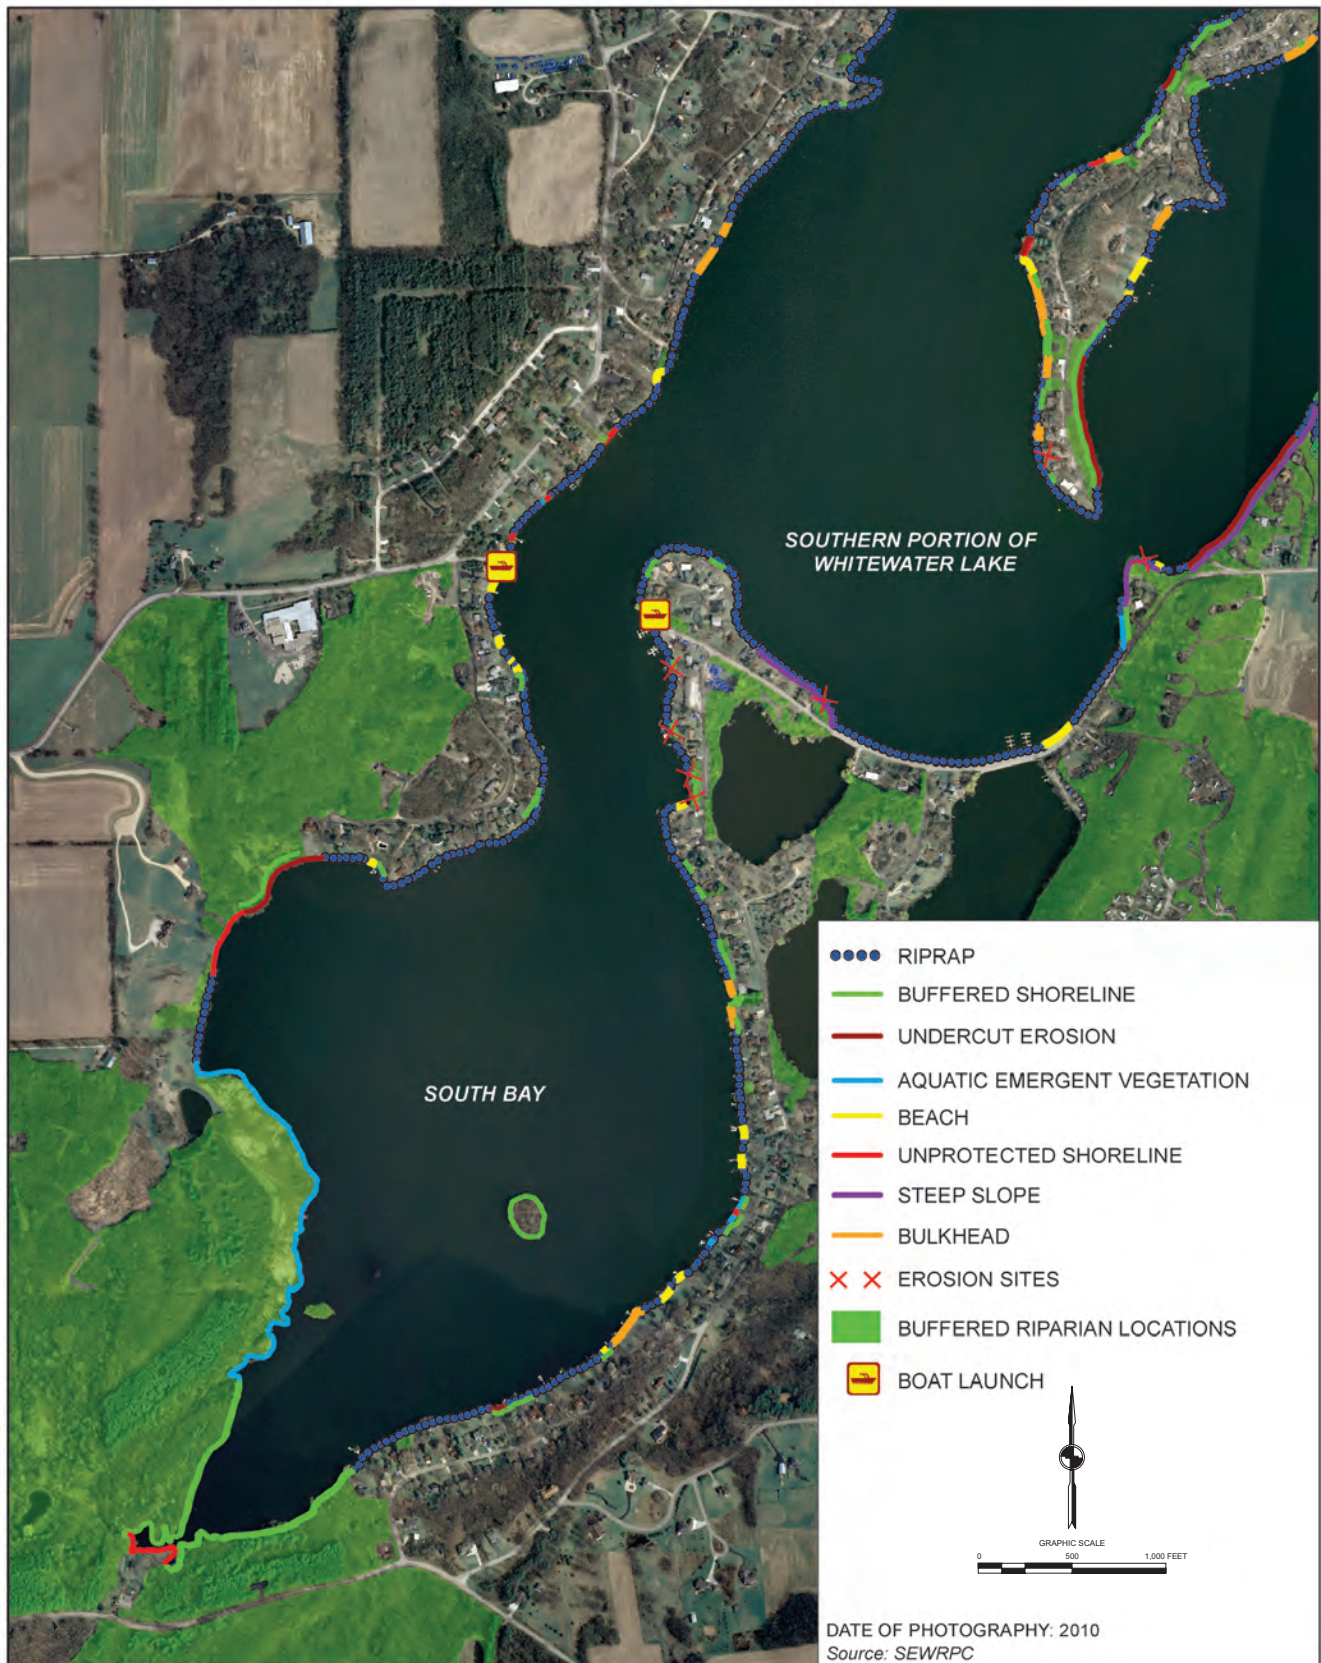 SOUTHERN PORTION OF
WHITEWATER LAKE
SOUTH BAY
RIPRAP
BUFFERED SHORELINE
UNDERCUT EROSION
AQUATIC EMERGENT VEGETATION
BEACH
UNPROTECTED SHORELINE
STEEP SLOPE
BULKHEAD
EROSION SITES
BUFFERED RIPARIAN LOCATIONS
BOAT LAUNCH
GRAPHIC SCALE
0 500 1,000 FEET
DATE OF PHOTOGRAPHY: 2010
Source: SEWRPC